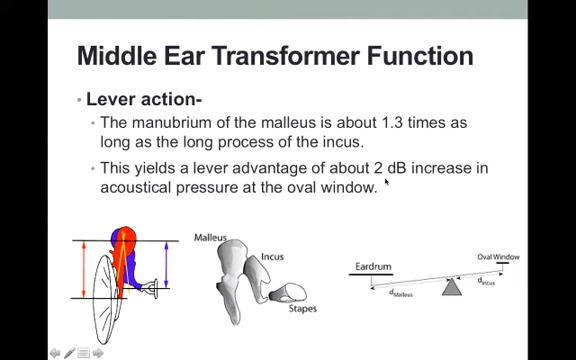 Middle Ear Transformer Function
• Lever action-
• The manubrium of the malleus is about 1.3 times as
long as the long process of the incus.
• This yields a lever advantage of about 2 dB increase in
acoustical pressure at the oval window.
Malleus
Incus
Stapes
Eardrum
Oval Window
dMalleus
dIncus